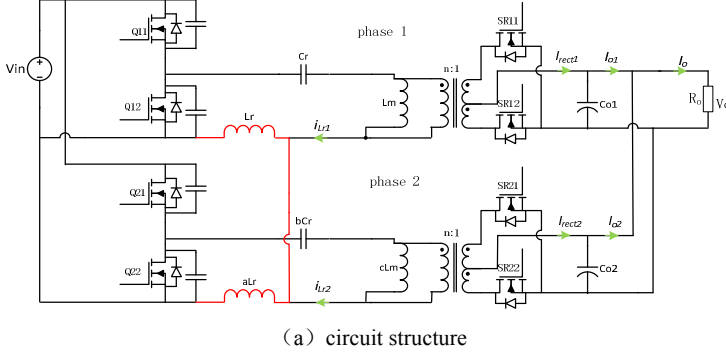 SR11
Q11
phase 1
Cr
n:1
Irect1
Io1
Io
Vin
Lm
Ro
Q12
Lr
iLr1
SR12
Co1
phase 2
SR21
Q21
bCr
n:1
Irect2
Io2
cLm
Q22
aLr
iLr2
SR22
Co2
(a) circuit structure